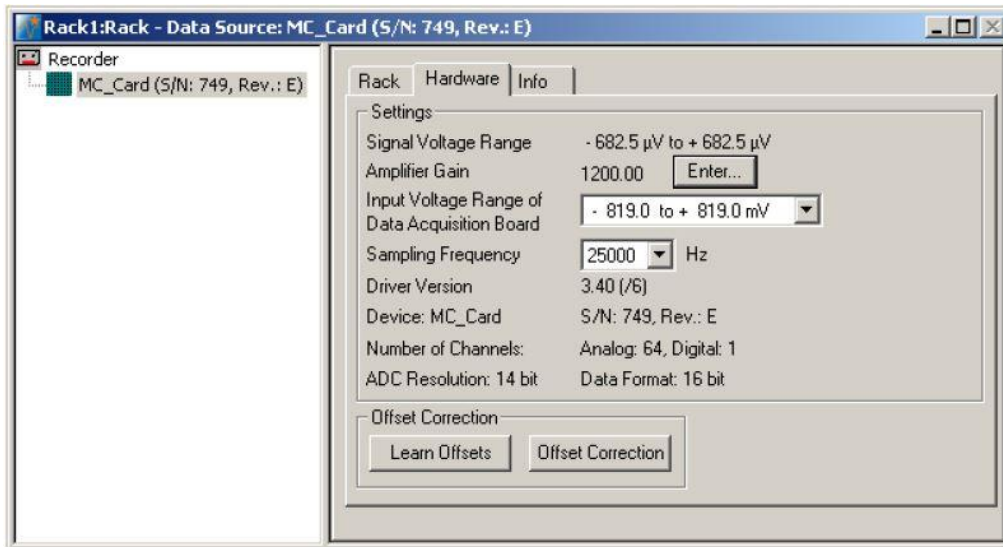 Rack1:Rack - Data Source: MC_Card (S/N: 749, Rev.: E)
Recorder
MC_Card (S/N: 749, Rev.: E)
Rack Hardware Info
Settings
Signal Voltage Range - 682.5 µV to + 682.5 µV
Amplifier Gain 1200.00 Enter...
Input Voltage Range of
Data Acquisition Board - 819.0 to + 819.0 mV
Sampling Frequency 25000 Hz
Driver Version 3.40 (/6)
Device: MC_Card S/N: 749, Rev.: E
Number of Channels: Analog: 64, Digital: 1
ADC Resolution: 14 bit Data Format: 16 bit
Offset Correction
Learn Offsets Offset Correction